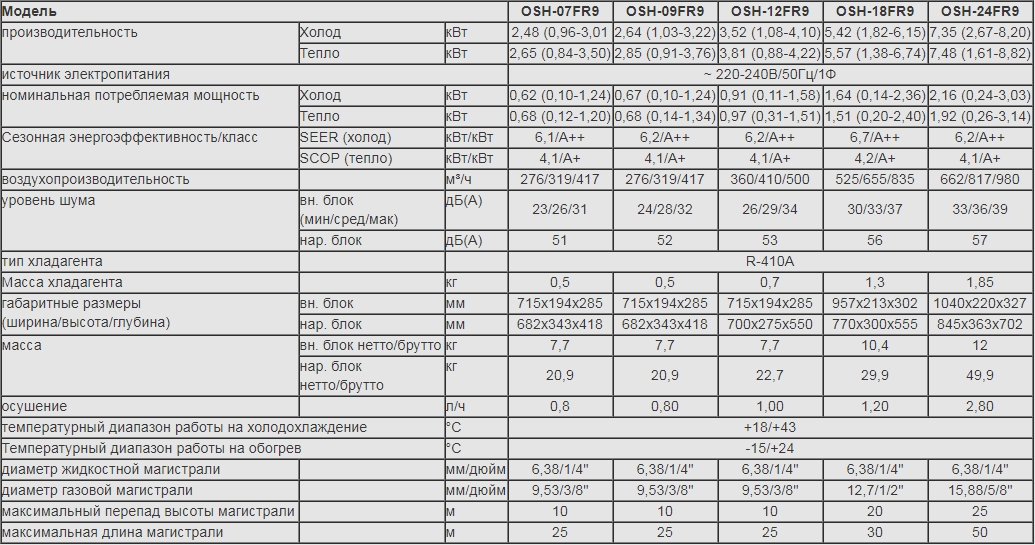 Модель OSH-07FR9 OSH-09FR9 OSH-12FR9 OSH-18FR9 OSH-24FR9
производительность Холод кВт 2,48 (0,96-3,01 2,64 (1,03-3,22) 3,52 (1,08-4,10) 5,42 (1,82-6,15) 7,35 (2,67-8,20)
Тепло кВт 2,65 (0,84-3,50) 2,85 (0,91-3,76) 3,81 (0,88-4,22) 5,57 (1,38-6,74) 7,48 (1,61-8,82)
источник электропитания ~ 220-240В/50Гц/1Ф
номинальная потребляемая мощность Холод кВт 0,62 (0,10-1,24) 0,67 (0,10-1,24) 0,91 (0,11-1,58) 1,64 (0,14-2,36) 2,16 (0,24-3,03)
Тепло кВт 0,68 (0,12-1,20) 0,68 (0,14-1,34) 0,97 (0,31-1,51) 1,51 (0,20-2,40) 1,92 (0,26-3,14)
Сезонная энергоэффективность/класс SEER (холод) кВт/кВт 6,1/A++ 6,2/A++ 6,2/A++ 6,7/A++ 6,2/A++
SCOP (тепло) кВт/кВт 4,1/A+ 4,1/A+ 4,1/A+ 4,2/A+ 4,1/A+
воздухопроизводительность м³/ч 276/319/417 276/319/417 360/410/500 525/655/835 662/817/980
уровень шума вн. блок дБ(А)
(мин/сред/мак) 23/26/31 24/28/32 26/29/34 30/33/37 33/36/39
нар. блок дБ(А) 51 52 53 56 57
тип хладагента R-410A
Масса хладагента кг 0,5 0,5 0,7 1,3 1,85
габаритные размеры вн. блок мм 715x194x285 715x194x285 715x194x285 957x213x302 1040x220x327
(ширина/высота/глубина) нар. блок мм 682x343x418 682x343x418 700x275x550 770x300x555 845x363x702
масса вн. блок нетто/брутто кг 7,7 7,7 7,7 10,4 12
нар. блок кг
нетто/брутто 20,9 20,9 22,7 29,9 49,9
осушение л/ч 0,8 0,80 1,00 1,20 2,80
температурный диапазон работы на холодохлаждение °C +18/+43
Температурный диапазон работы на обогрев °C -15/+24
диаметр жидкостной магистрали мм/дюйм 6,38/1/4" 6,38/1/4" 6,38/1/4" 6,38/1/4" 6,38/1/4"
диаметр газовой магистрали мм/дюйм 9,53/3/8" 9,53/3/8" 9,53/3/8" 12,7/1/2" 15,88/5/8"
максимальный перепад высоты магистрали м 10 10 10 20 25
максимальная длина магистрали м 25 25 25 30 50